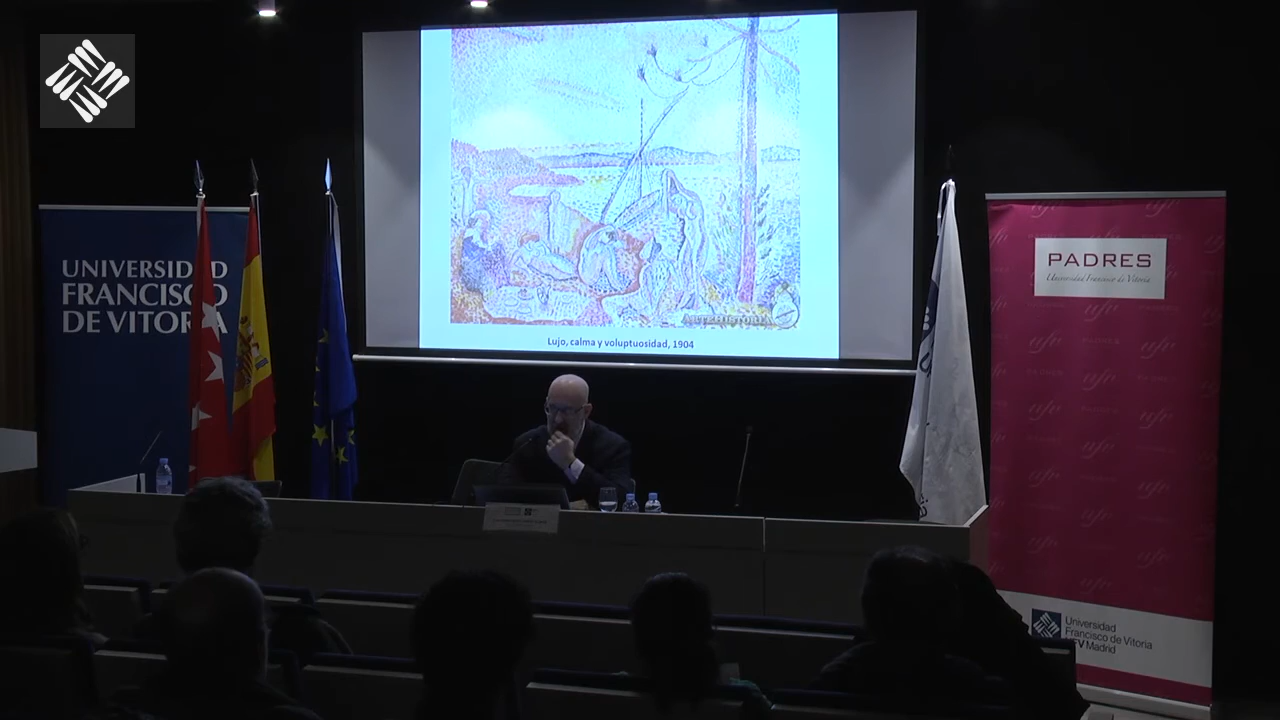 ARTEHISTORIA
Lujo, calma y voluptuosidad, 1904
UNIVERSIDAD
FRANCISCO
DE VITORIA
PADRES
Universidad Francisco de Vitoria
Universidad
Francisco de Vitoria
UFV Madrid